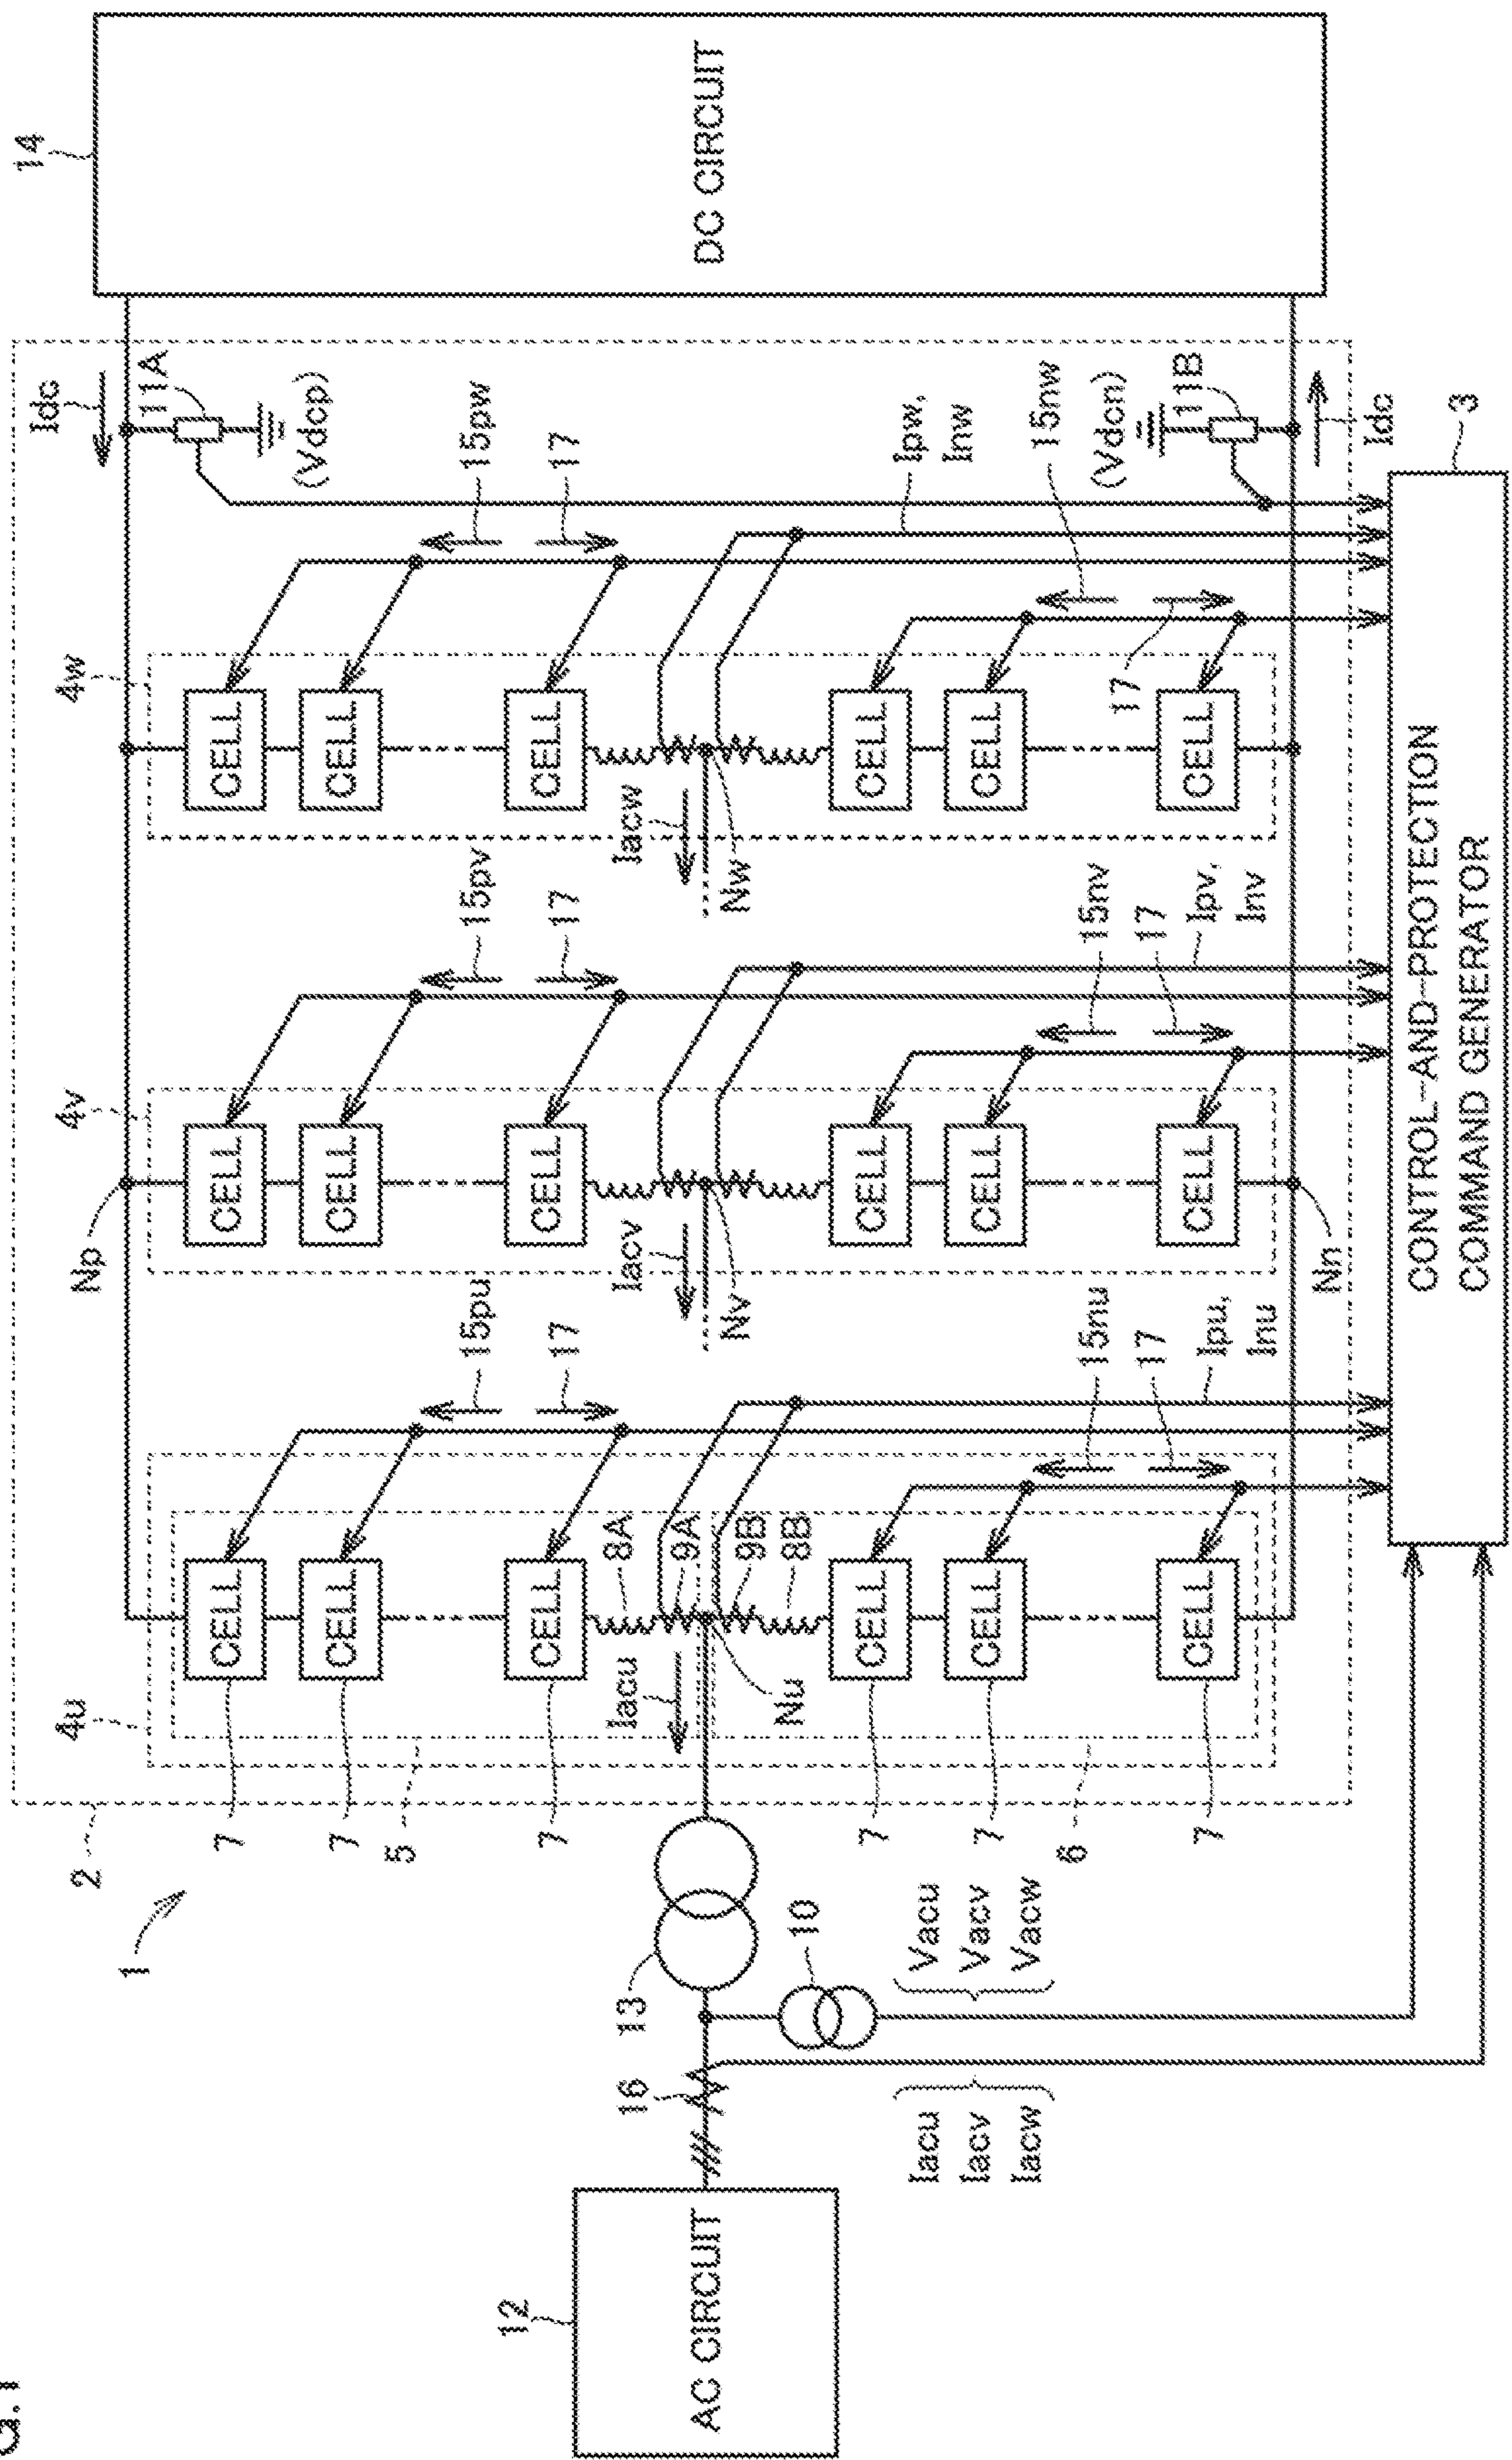 G.1
14
DC CIRCUIT
Idc
11A
(Vdcp)
15pw
17
Ipw,
Inw
15nw
(Vdcn)
11B
Idc
3
4w
CELL
CELL
CELL
CELL
CELL
CELL
17
Iacw
Nw
15pv
17
15nv
17
Ipv,
Inv
4v
Np
CELL
CELL
CELL
CELL
CELL
CELL
Iacv
Nv
Nn
15pu
17
15nu
17
Ipu,
Inu
CONTROL-AND-PROTECTION
COMMAND GENERATOR
4u
CELL
CELL
CELL
8A
9A
9B
8B
CELL
CELL
CELL
Iacu
Nu
2
7
7
5
7
7
7
6
7
1
13
10
Vacu
Vacv
Vacw
16
Iacu
Iacv
Iacw
12
AC CIRCUIT